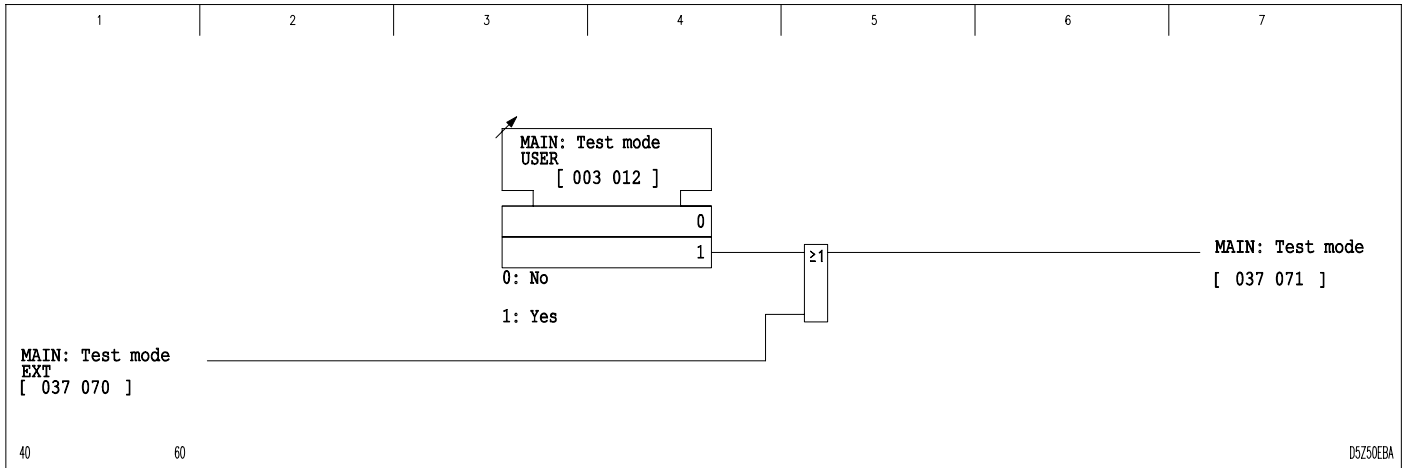 1 2 3 4 5 6 7
MAIN: Test mode
USER
[ 003 012 ]
0
1
≥1
MAIN: Test mode
[ 037 071 ]
0: No
1: Yes
MAIN: Test mode
EXT
[ 037 070 ]
40 60 D5Z50EBA